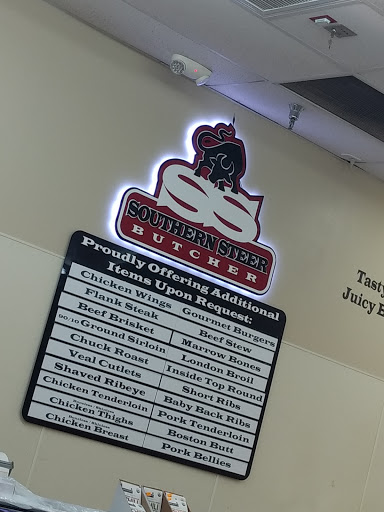 SS
SOUTHERN STEER
BUTCHER
Proudly Offering Additional
Items Upon Request:
Chicken Wings
Flank Steak
Beef Brisket
90/10 Ground Sirloin
Chuck Roast
Veal Cutlets
Shaved Ribeye
Chicken Tenderloin
Chicken Thighs
Chicken Breast
Gourmet Burgers
Beef Stew
Marrow Bones
London Broil
Inside Top Round
Short Ribs
Baby Back Ribs
Pork Tenderloin
Boston Butt
Pork Bellies
Tasty
Juicy